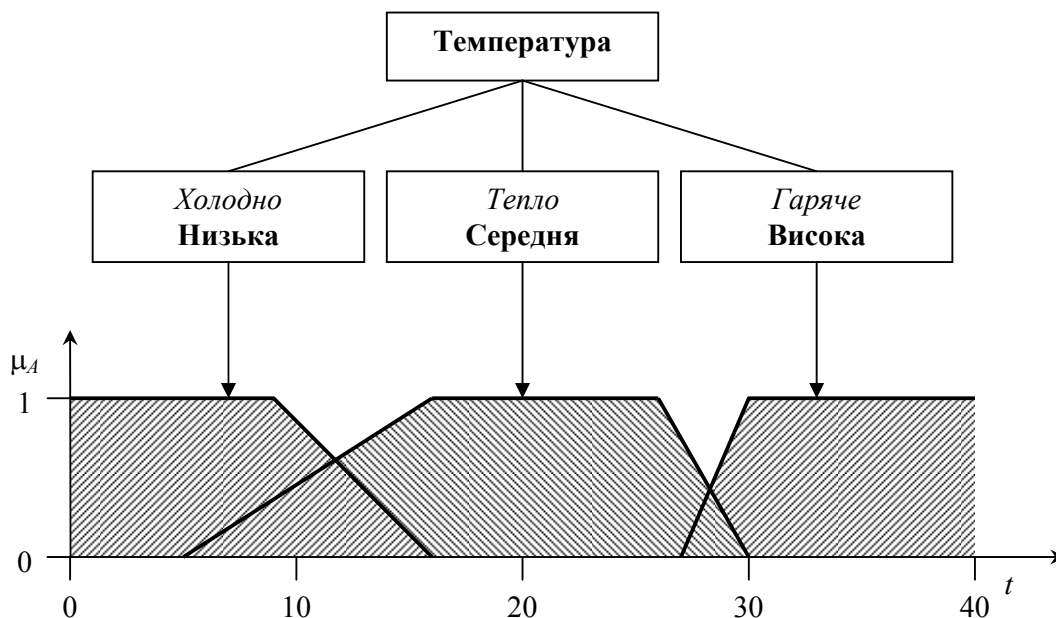 Температура
Холодно
Низька
Тепло
Середня
Гаряче
Висока
μA
1
0
0 10 20 30 40
t